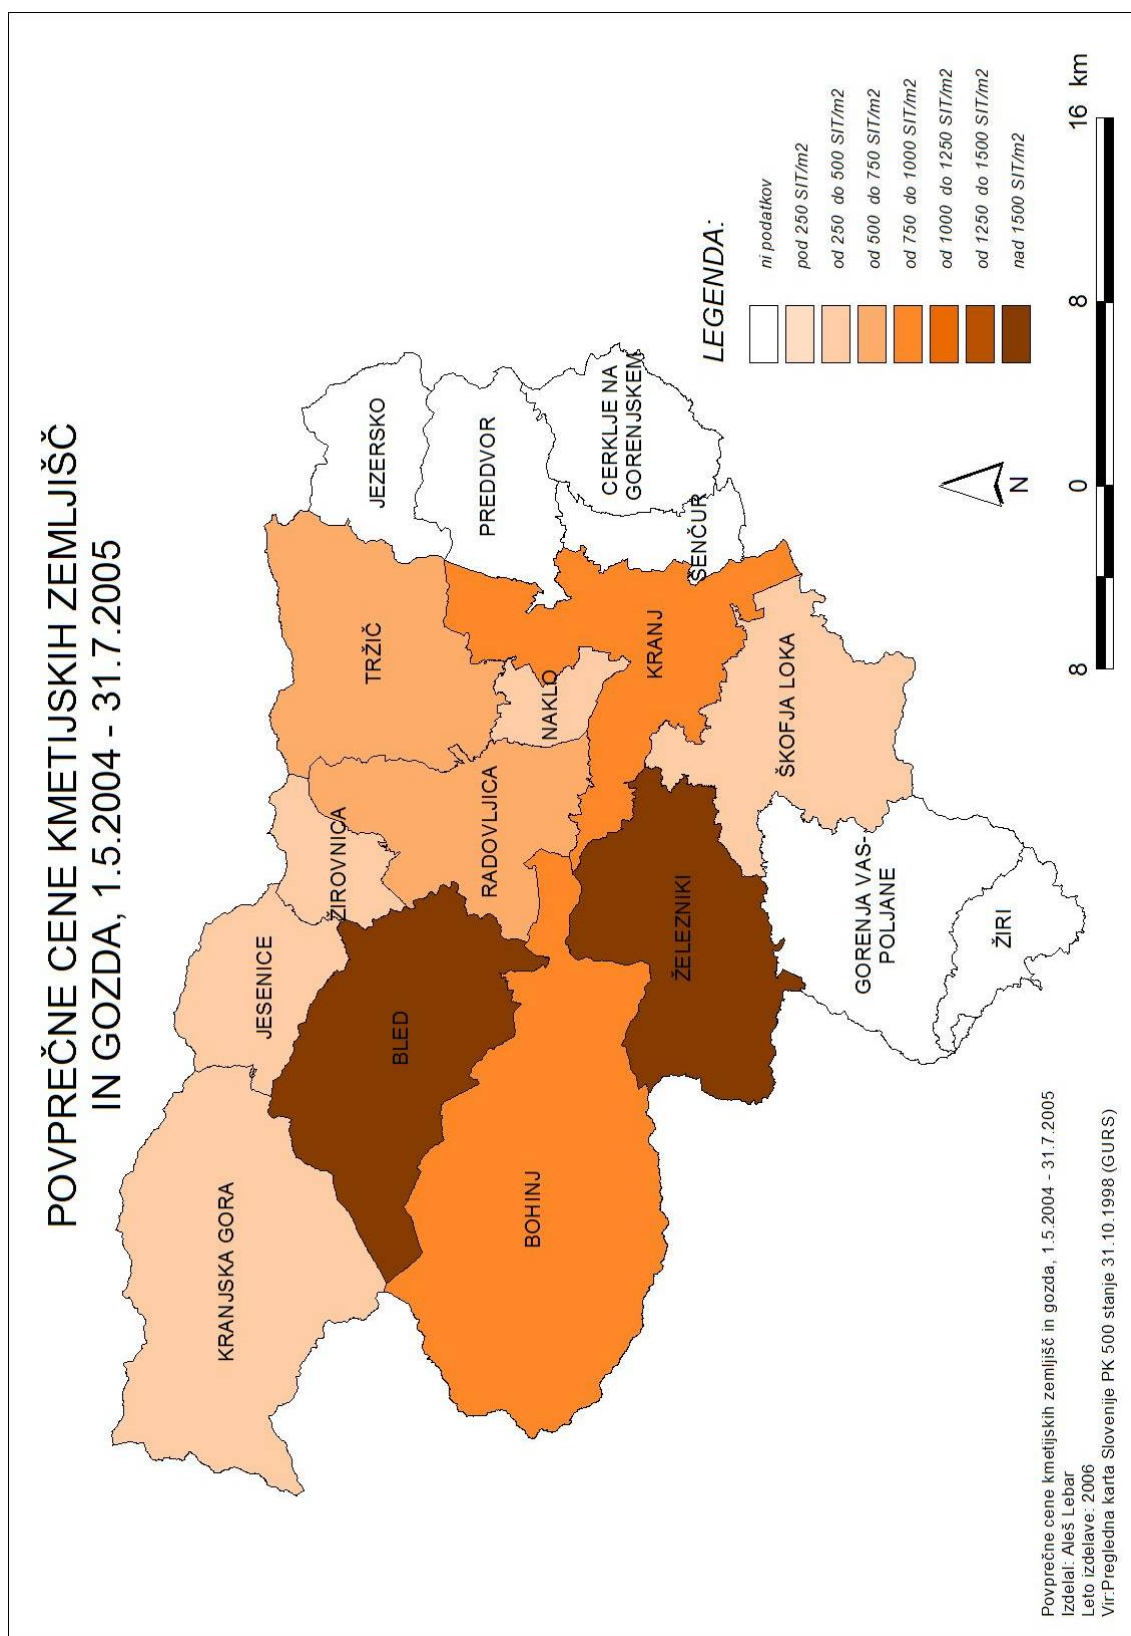 POVPREČNE CENE KMETIJSKIH ZEMLJIŠČ
IN GOZDA, 1.5.2004 - 31.7.2005
KRANJSKA GORA
JESENICE
ŽIROVNICA
TRŽIČ
JEZERSKO
BLED
RADOVLJICA
NAKLO
PREDDVOR
BOHINJ
KRANJ
CERKLJE NA
GORENJSKEM
ŠENČUR
ŽELEZNIKI
ŠKOFJA LOKA
GORENJA VAS-
POLJANE
ŽIRI
LEGENDA:
ni podatkov
pod 250 SIT/m2
od 250 do 500 SIT/m2
od 500 do 750 SIT/m2
od 750 do 1000 SIT/m2
od 1000 do 1250 SIT/m2
od 1250 do 1500 SIT/m2
nad 1500 SIT/m2
N
8 0 8 16 km
Povprečne cene kmetijskih zemljišč in gozda, 1.5.2004 - 31.7.2005
Izdelal: Aleš Lebar
Leto izdelave: 2006
Vir:Pregledna karta Slovenije PK 500 stanje 31.10.1998 (GURS)